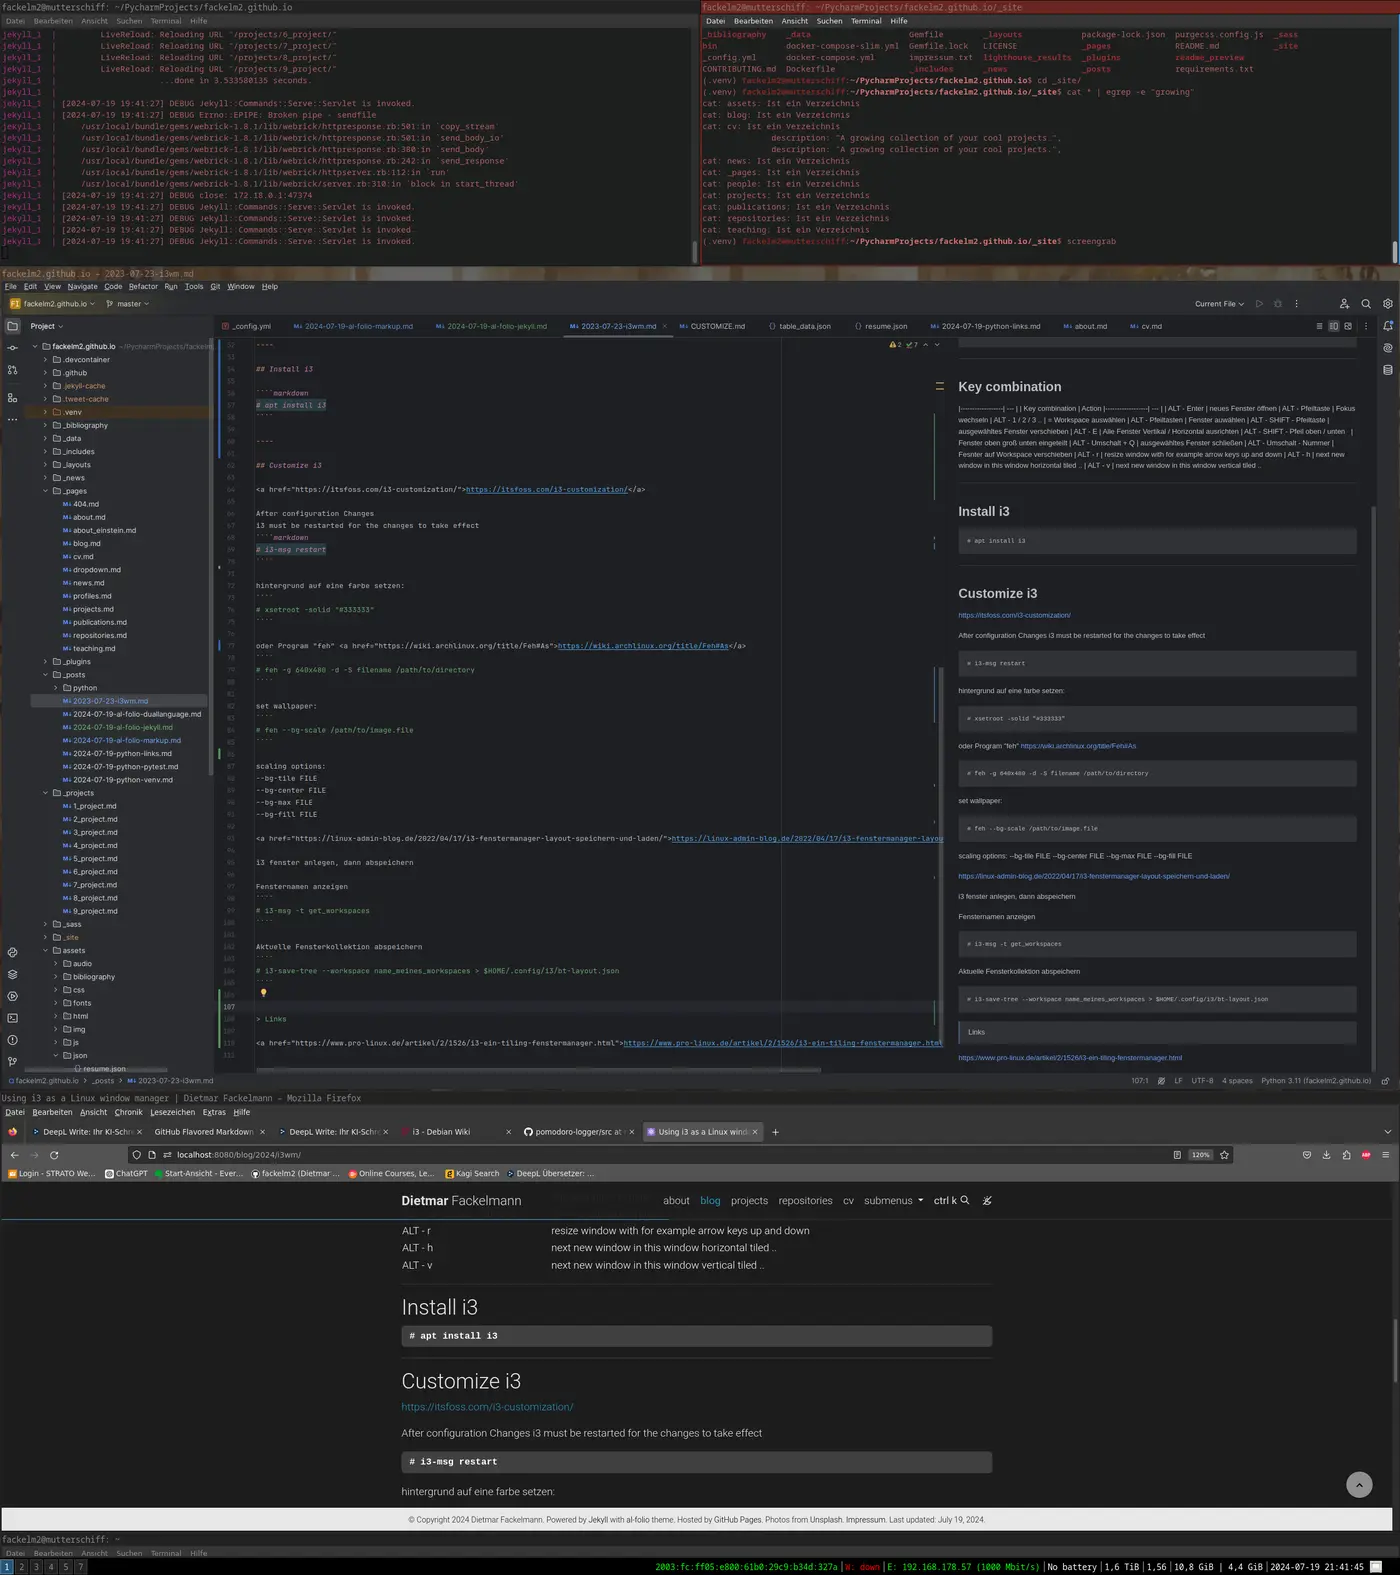 fackelm2@mutterschiff: ~/PycharmProjects/fackelm2.github.io
Datei Bearbeiten Ansicht Suchen Terminal Hilfe
jekyll_1 | LiveReload: Reloading URL "/projects/6_project/"
jekyll_1 | LiveReload: Reloading URL "/projects/7_project/"
jekyll_1 | LiveReload: Reloading URL "/projects/8_project/"
jekyll_1 | LiveReload: Reloading URL "/projects/9_project/"
jekyll_1 | ...done in 3.533580135 seconds.
jekyll_1 |
jekyll_1 | [2024-07-19 19:41:27] DEBUG Jekyll::Commands::Serve::Servlet is invoked.
jekyll_1 | [2024-07-19 19:41:27] DEBUG Errno::EPIPE: Broken pipe - sendfile
jekyll_1 | /usr/local/bundle/gems/webrick-1.8.1/lib/webrick/httpresponse.rb:501:in `copy_stream'
jekyll_1 | /usr/local/bundle/gems/webrick-1.8.1/lib/webrick/httpresponse.rb:501:in `send_body_io'
jekyll_1 | /usr/local/bundle/gems/webrick-1.8.1/lib/webrick/httpresponse.rb:380:in `send_body'
jekyll_1 | /usr/local/bundle/gems/webrick-1.8.1/lib/webrick/httpresponse.rb:242:in `send_response'
jekyll_1 | /usr/local/bundle/gems/webrick-1.8.1/lib/webrick/httpserver.rb:112:in `run'
jekyll_1 | /usr/local/bundle/gems/webrick-1.8.1/lib/webrick/server.rb:310:in `block in start_thread'
jekyll_1 | [2024-07-19 19:41:27] DEBUG close: 172.18.0.1:47374
jekyll_1 | [2024-07-19 19:41:27] DEBUG Jekyll::Commands::Serve::Servlet is invoked.
jekyll_1 | [2024-07-19 19:41:27] DEBUG Jekyll::Commands::Serve::Servlet is invoked.
jekyll_1 | [2024-07-19 19:41:27] DEBUG Jekyll::Commands::Serve::Servlet is invoked.
jekyll_1 | [2024-07-19 19:41:27] DEBUG Jekyll::Commands::Serve::Servlet is invoked.
fackelm2@mutterschiff: ~/PycharmProjects/fackelm2.github.io/_site
Datei Bearbeiten Ansicht Suchen Terminal Hilfe
_bibliography _data Gemfile _layouts package-lock.json purgecss.config.js _sass
bin docker-compose-slim.yml Gemfile.lock LICENSE _pages README.md _site
_config.yml docker-compose.yml impressum.txt lighthouse_results _plugins readme_preview
CONTRIBUTING.md Dockerfile _includes _news _posts requirements.txt
(.venv) fackelm2@mutterschiff:~/PycharmProjects/fackelm2.github.io$ cd _site/
(.venv) fackelm2@mutterschiff:~/PycharmProjects/fackelm2.github.io/_site$ cat * | egrep -e "growing"
cat: assets: Ist ein Verzeichnis
cat: blog: Ist ein Verzeichnis
cat: cv: Ist ein Verzeichnis
description: "A growing collection of your cool projects.",
description: "A growing collection of your cool projects.",
cat: news: Ist ein Verzeichnis
cat: _pages: Ist ein Verzeichnis
cat: people: Ist ein Verzeichnis
cat: projects: Ist ein Verzeichnis
cat: publications: Ist ein Verzeichnis
cat: repositories: Ist ein Verzeichnis
cat: teaching: Ist ein Verzeichnis
(.venv) fackelm2@mutterschiff:~/PycharmProjects/fackelm2.github.io/_site$ screengrab
fackelm2.github.io – 2023-07-23-i3wm.md
File Edit View Navigate Code Refactor Run Tools Git Window Help
FI fackelm2.github.io master Current File
Project
_config.yml 2024-07-19-al-folio-markup.md 2024-07-19-al-folio-jekyll.md 2023-07-23-i3wm.md CUSTOMIZE.md table_data.json resume.json 2024-07-19-python-links.md about.md cv.md
fackelm2.github.io ~/PycharmProjects/fackelm
.devcontainer
.github
.jekyll-cache
.tweet-cache
.venv
_bibliography
_data
_includes
_layouts
_news
_pages
404.md
about.md
about_einstein.md
blog.md
cv.md
dropdown.md
news.md
profiles.md
projects.md
publications.md
repositories.md
teaching.md
_plugins
_posts
python
2023-07-23-i3wm.md
2024-07-19-al-folio-duallanguage.md
2024-07-19-al-folio-jekyll.md
2024-07-19-al-folio-markup.md
2024-07-19-python-links.md
2024-07-19-python-pytest.md
2024-07-19-python-venv.md
_projects
1_project.md
2_project.md
3_project.md
4_project.md
5_project.md
6_project.md
7_project.md
8_project.md
9_project.md
_sass
_site
assets
audio
bibliography
css
fonts
html
img
js
json
resume.json
2 7
----
## Install i3
````markdown
# apt install i3
````
----
## Customize i3
<a href="https://itsfoss.com/i3-customization/">https://itsfoss.com/i3-customization/</a>
After configuration Changes
i3 must be restarted for the changes to take effect
````markdown
# i3-msg restart
````
hintergrund auf eine farbe setzen:
````
# xsetroot -solid "#333333"
````
oder Program "feh" <a href="https://wiki.archlinux.org/title/Feh#As">https://wiki.archlinux.org/title/Feh#As</a>
````
# feh -g 640x480 -d -S filename /path/to/directory
````
set wallpaper:
````
# feh --bg-scale /path/to/image.file
````
scaling options:
--bg-tile FILE
--bg-center FILE
--bg-max FILE
--bg-fill FILE
<a href="https://linux-admin-blog.de/2022/04/17/i3-fenstermanager-layout-speichern-und-laden/">https://linux-admin-blog.de/2022/04/17/i3-fenstermanager-layou
i3 fenster anlegen, dann abspeichern
Fensternamen anzeigen
````
# i3-msg -t get_workspaces
````
Aktuelle Fensterkollektion abspeichern
````
# i3-save-tree --workspace name_meines_workspaces > $HOME/.config/i3/bt-layout.json
````
107
> Links
<a href="https://www.pro-linux.de/artikel/2/1526/i3-ein-tiling-fenstermanager.html">https://www.pro-linux.de/artikel/2/1526/i3-ein-tiling-fenstermanager.html
Key combination
|-----------------| --- | | Key combination | Action |-----------------| --- | | ALT - Enter | neues Fenster öffnen | ALT - Pfeiltaste | Fokus
wechseln | ALT - 1 / 2 / 3 .. | = Workspace auwählen | ALT - Pfeiltasten | Fenster auwählen | ALT - SHIFT - Pfeiltaste |
ausgewähltes Fenster verschieben | ALT - E | Alle Fenster Vertikal / Horizontal ausrichten | ALT - SHIFT - Pfeil oben / unten |
Fenster oben groß unten eingeteilt | ALT - Umschalt + Q | ausgewähltes Fenster schließen | ALT - Umschalt - Nummer |
Fesnter auf Workspace verschieben | ALT - r | resize window with for example arrow keys up and down | ALT - h | next new
window in this window horizontal tiled .. | ALT - v | next new window in this window vertical tiled ..
Install i3
# apt install i3
Customize i3
https://itsfoss.com/i3-customization/
After configuration Changes i3 must be restarted for the changes to take effect
# i3-msg restart
hintergrund auf eine farbe setzen:
# xsetroot -solid "#333333"
oder Program "feh" https://wiki.archlinux.org/title/Feh#As
# feh -g 640x480 -d -S filename /path/to/directory
set wallpaper:
# feh --bg-scale /path/to/image.file
scaling options: --bg-tile FILE --bg-center FILE --bg-max FILE --bg-fill FILE
https://linux-admin-blog.de/2022/04/17/i3-fenstermanager-layout-speichern-und-laden/
i3 fenster anlegen, dann abspeichern
Fensternamen anzeigen
# i3-msg -t get_workspaces
Aktuelle Fensterkollektion abspeichern
# i3-save-tree --workspace name_meines_workspaces > $HOME/.config/i3/bt-layout.json
Links
https://www.pro-linux.de/artikel/2/1526/i3-ein-tiling-fenstermanager.html
fackelm2.github.io > _posts > 2023-07-23-i3wm.md 107:1 LF UTF-8 4 spaces Python 3.11 (fackelm2.github.io)
Using i3 as a Linux window manager | Dietmar Fackelmann — Mozilla Firefox
Datei Bearbeiten Ansicht Chronik Lesezeichen Extras Hilfe
DeepL Write: Ihr KI-Schre GitHub Flavored Markdown DeepL Write: Ihr KI-Schre i3 - Debian Wiki pomodoro-logger/src at Using i3 as a Linux wind
localhost:8080/blog/2024/i3wm/ 120%
Login - STRATO We... ChatGPT Start-Ansicht - Ever... fackelm2 (Dietmar ... Online Courses, Le... Kagi Search DeepL Übersetzer: ...
Dietmar Fackelmann about blog projects repositories cv submenus ctrl k
ALT - r resize window with for example arrow keys up and down
ALT - h next new window in this window horizontal tiled ..
ALT - v next new window in this window vertical tiled ..
Install i3
# apt install i3
Customize i3
https://itsfoss.com/i3-customization/
After configuration Changes i3 must be restarted for the changes to take effect
# i3-msg restart
hintergrund auf eine farbe setzen:
© Copyright 2024 Dietmar Fackelmann. Powered by Jekyll with al-folio theme. Hosted by GitHub Pages. Photos from Unsplash. Impressum. Last updated: July 19, 2024.
fackelm2@mutterschiff: ~
Datei Bearbeiten Ansicht Suchen Terminal Hilfe
1 2 3 4 5 7 2003:fc:ff05:e800:61b0:29c9:b34d:327a|W: down|E: 192.168.178.57 (1000 Mbit/s)|No battery|1,6 TiB|1,56|10,8 GiB | 4,4 GiB|2024-07-19 21:41:45